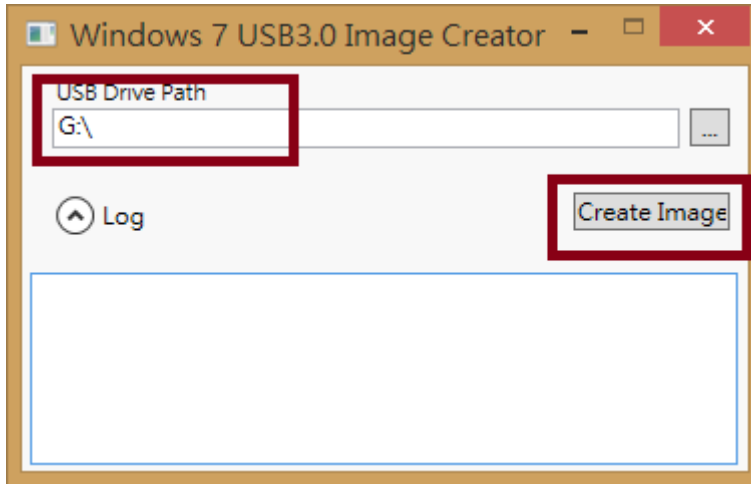 Windows 7 USB3.0 Image Creator
USB Drive Path
G:\
...
Log
Create Image